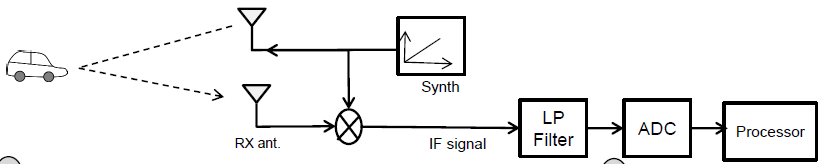 Synth
RX ant.
IF signal
LP
Filter
ADC
Processor